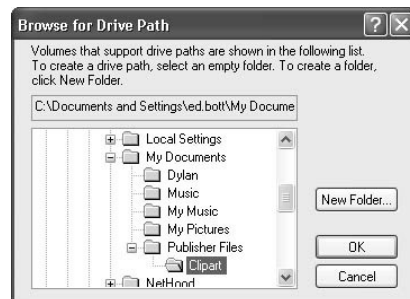 Browse for Drive Path
Volumes that support drive paths are shown in the following list.
To create a drive path, select an empty folder. To create a folder,
click New Folder.
C:\Documents and Settings\ed.bott\My Docume
Local Settings
My Documents
Dylan
Music
My Music
My Pictures
Publisher Files
Clipart
NetHood
New Folder...
OK
Cancel